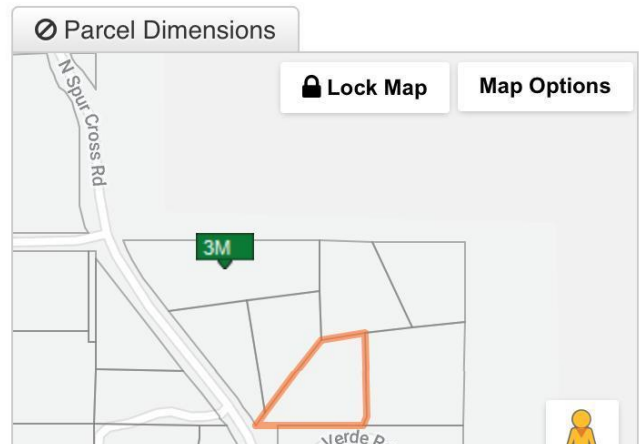 Parcel Dimensions
Lock Map
Map Options
N Spur Cross Rd
3M
Verde